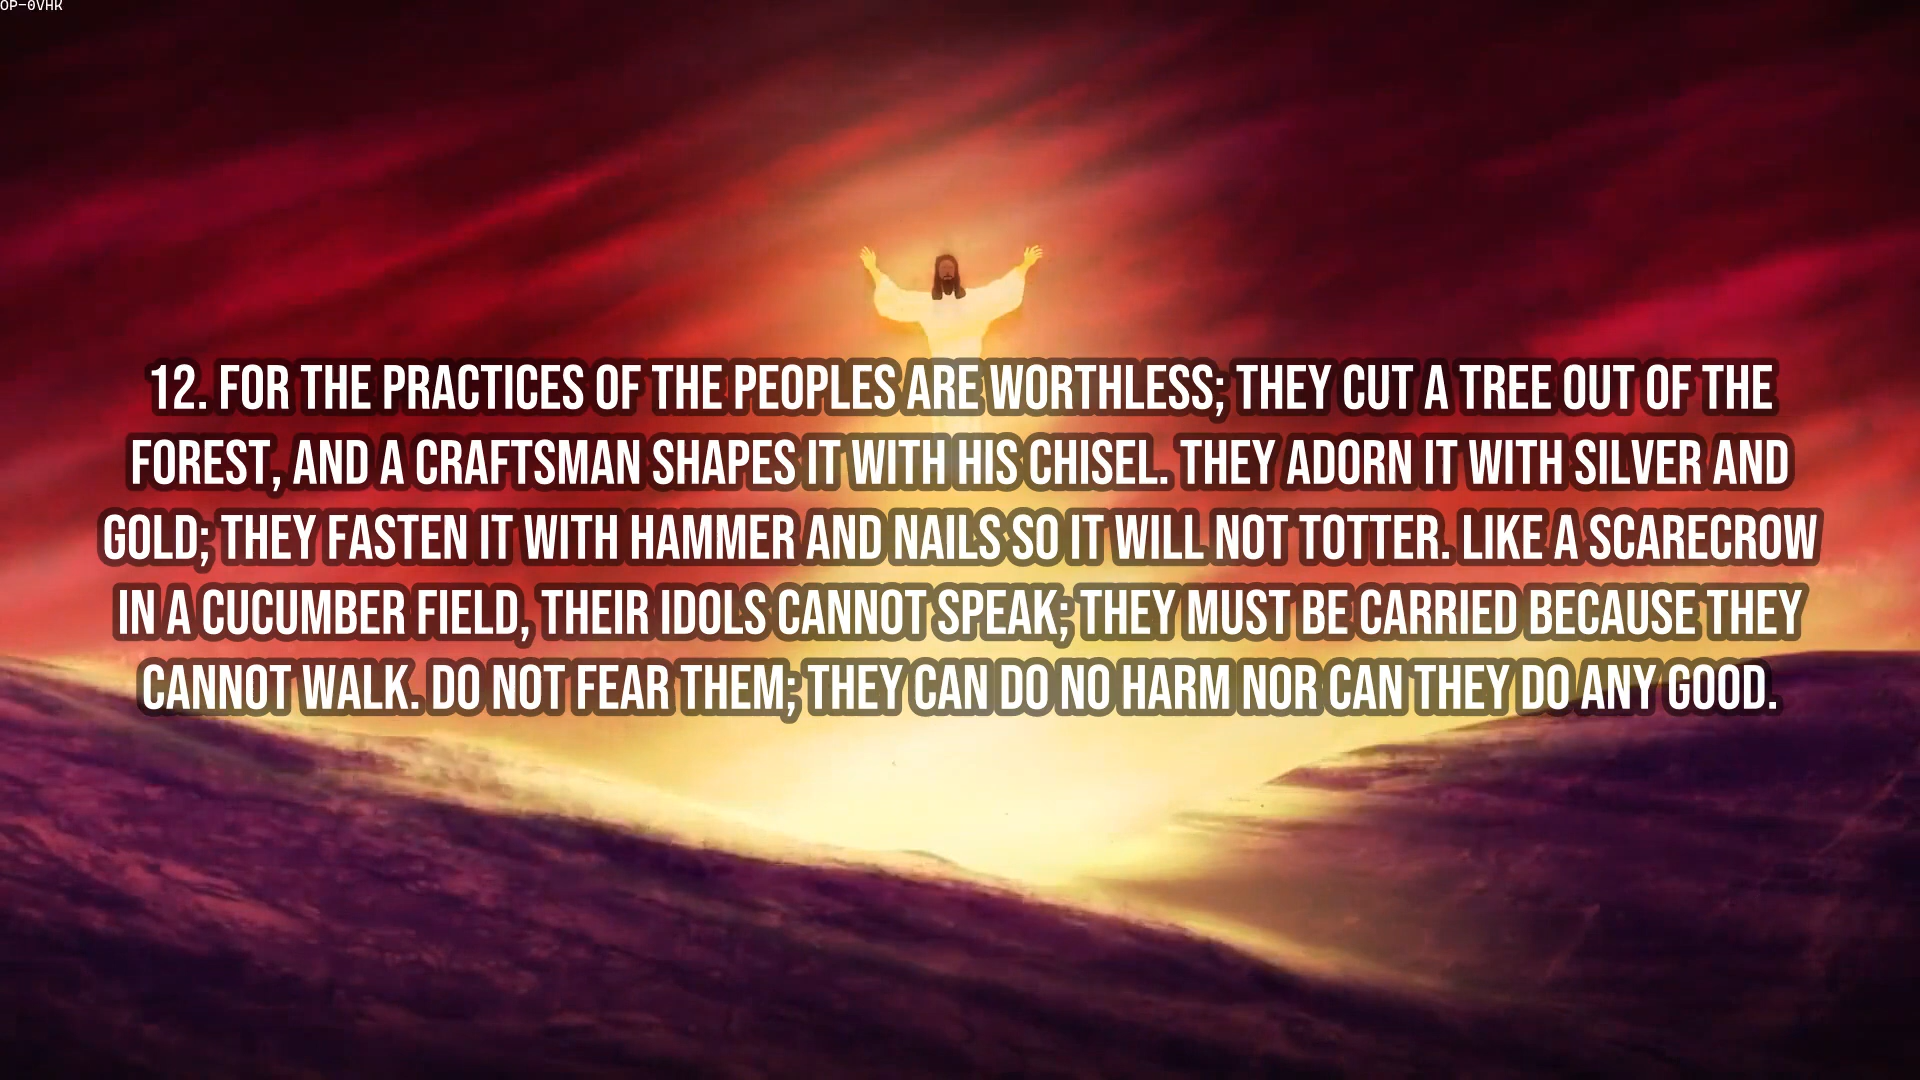 OP-0VHK
12. FOR THE PRACTICES OF THE PEOPLES ARE WORTHLESS; THEY CUT A TREE OUT OF THE
FOREST, AND A CRAFTSMAN SHAPES IT WITH HIS CHISEL. THEY ADORN IT WITH SILVER AND
GOLD; THEY FASTEN IT WITH HAMMER AND NAILS SO IT WILL NOT TOTTER. LIKE A SCARECROW
IN A CUCUMBER FIELD, THEIR IDOLS CANNOT SPEAK; THEY MUST BE CARRIED BECAUSE THEY
CANNOT WALK. DO NOT FEAR THEM; THEY CAN DO NO HARM NOR CAN THEY DO ANY GOOD.